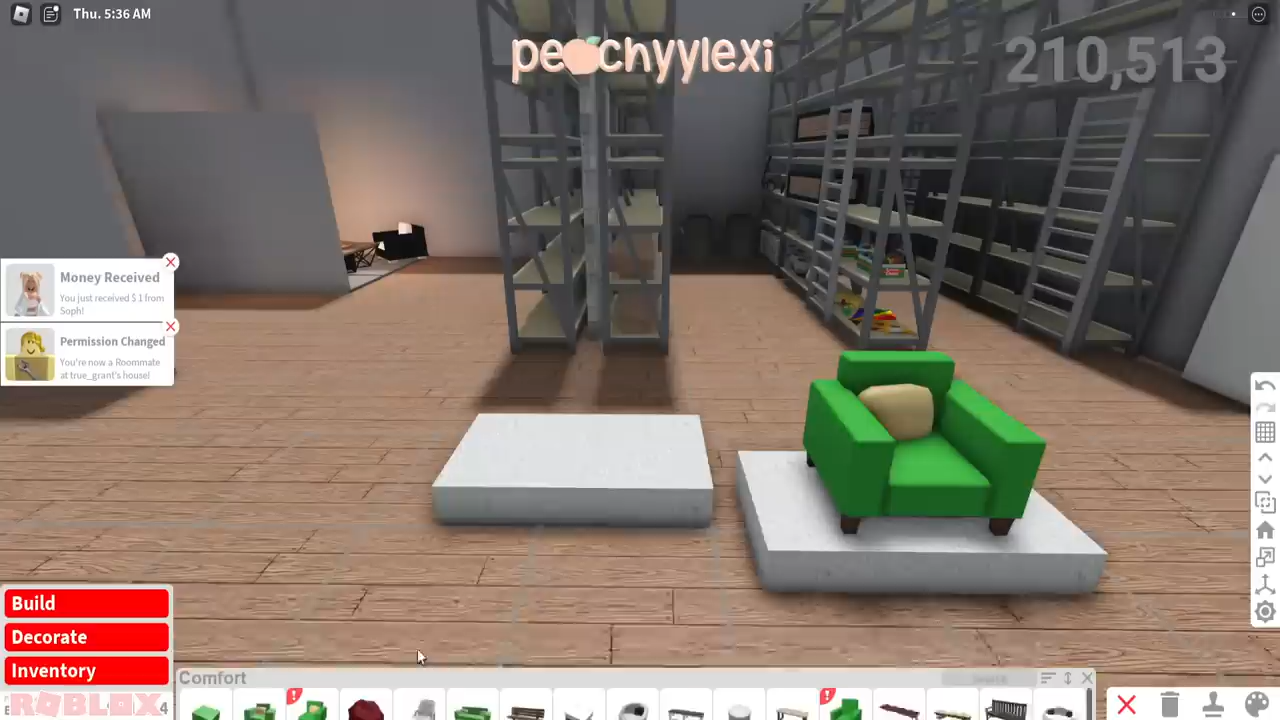 Thu. 5:36 AM
peachyylexi
210,513
Money Received
You just received $ 1 from
Soph!
Permission Changed
You're now a Roommate
at true_grant's house!
Build
Decorate
Inventory
ROBLOX
4
Comfort